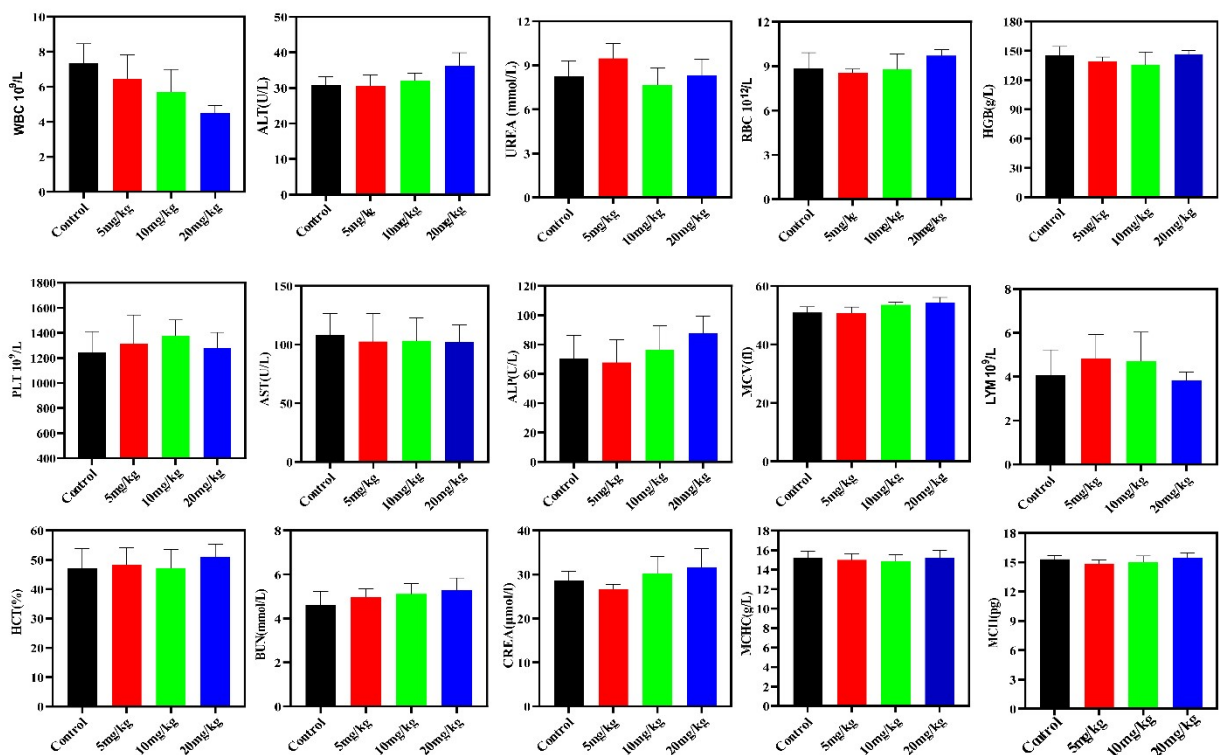 WBC 10⁹/L
8
6
4
2
0
Control
5mg/kg
10mg/kg
20mg/kg
ALT(U/L)
50
40
30
20
10
0
Control
5mg/kg
10mg/kg
20mg/kg
UREA (mmol/L)
12
9
6
3
0
Control
5mg/kg
10mg/kg
20mg/kg
RBC 10¹²/L
12
9
6
3
0
Control
5mg/kg
10mg/kg
20mg/kg
HGB(g/L)
180
150
120
90
60
30
0
Control
5mg/kg
10mg/kg
20mg/kg
PLT 10⁹/L
1800
1600
1400
1200
1000
800
600
400
Control
5mg/kg
10mg/kg
20mg/kg
AST(U/L)
150
100
50
0
Control
5mg/kg
10mg/kg
20mg/kg
ALP(U/L)
120
100
80
60
40
20
0
Control
5mg/kg
10mg/kg
20mg/kg
MCV(fl)
60
40
20
0
Control
5mg/kg
10mg/kg
20mg/kg
LYM 10⁹/L
8
6
4
2
0
Control
5mg/kg
10mg/kg
20mg/kg
HCT(%)
60
50
40
30
20
10
0
Control
5mg/kg
10mg/kg
20mg/kg
BUN(mmol/L)
8
6
4
2
0
Control
5mg/kg
10mg/kg
20mg/kg
CREA(μmol/l)
40
30
20
10
0
Control
5mg/kg
10mg/kg
20mg/kg
MCHC(g/L)
18
16
14
12
10
8
6
4
2
0
Control
5mg/kg
10mg/kg
20mg/kg
MCH(pg)
18
15
12
9
6
3
0
Control
5mg/kg
10mg/kg
20mg/kg